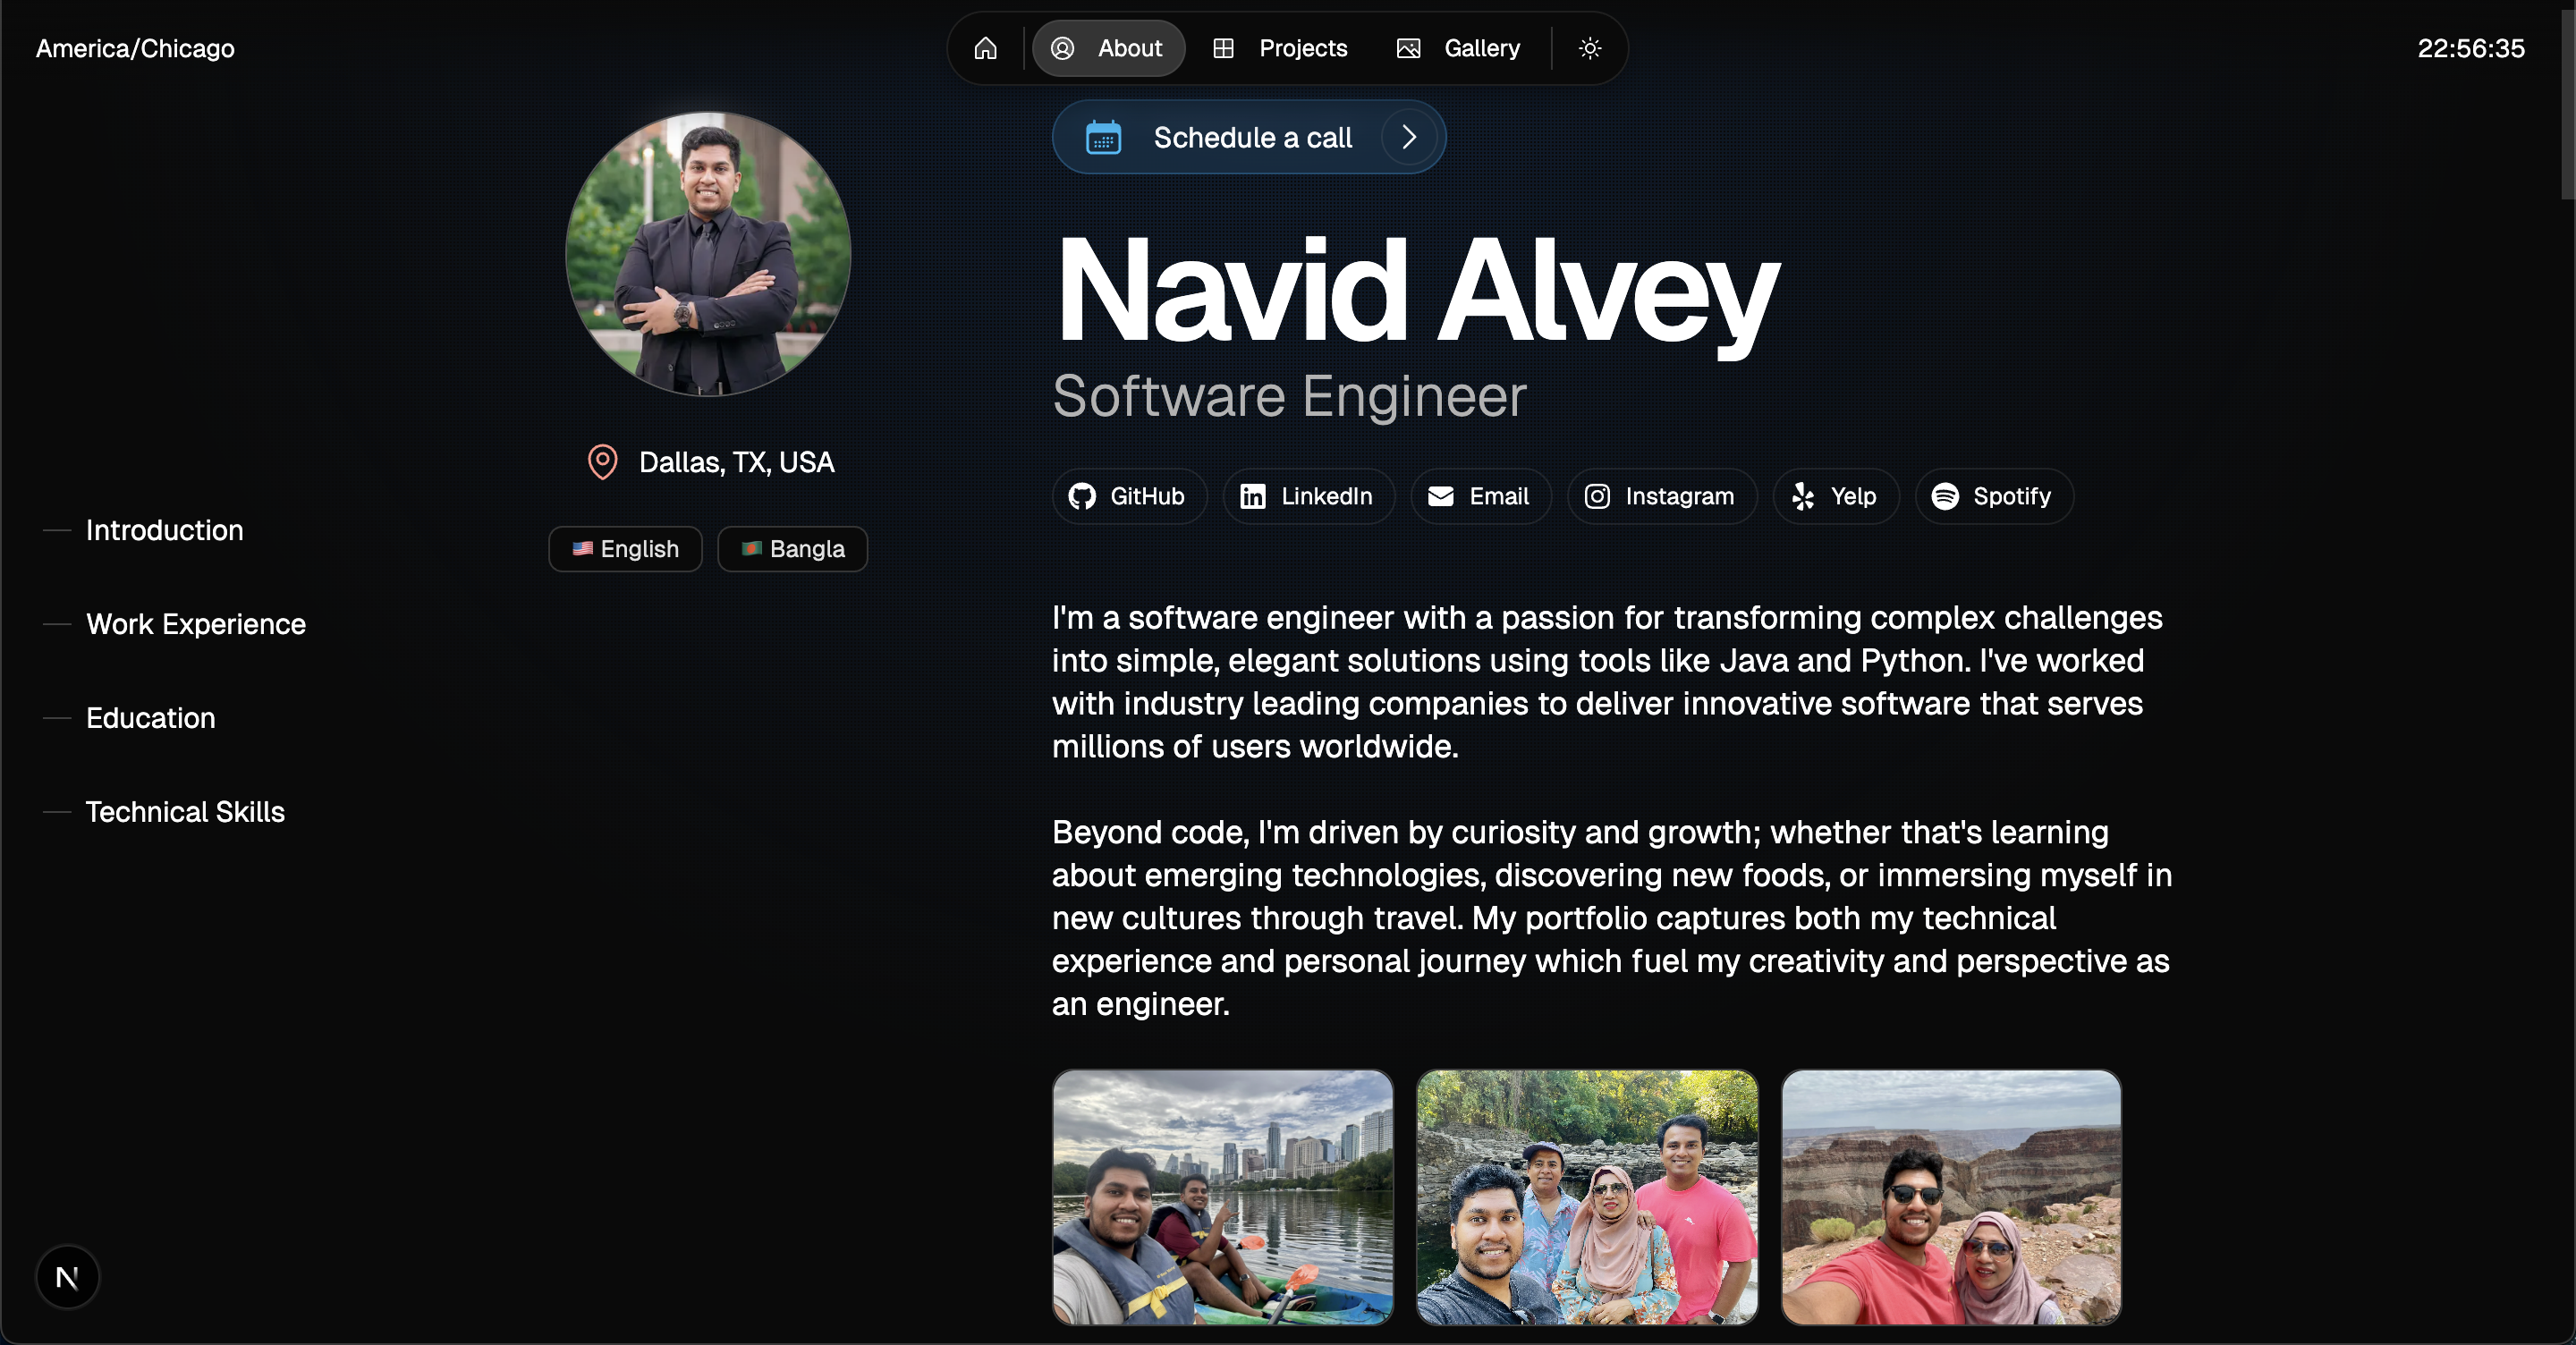 America/Chicago
About
Projects
Gallery
22:56:35
Schedule a call
Navid Alvey
Software Engineer
Dallas, TX, USA
English
Bangla
GitHub
LinkedIn
Email
Instagram
Yelp
Spotify
Introduction
Work Experience
Education
Technical Skills
I'm a software engineer with a passion for transforming complex challenges
into simple, elegant solutions using tools like Java and Python. I've worked
with industry leading companies to deliver innovative software that serves
millions of users worldwide.
Beyond code, I'm driven by curiosity and growth; whether that's learning
about emerging technologies, discovering new foods, or immersing myself in
new cultures through travel. My portfolio captures both my technical
experience and personal journey which fuel my creativity and perspective as
an engineer.
N